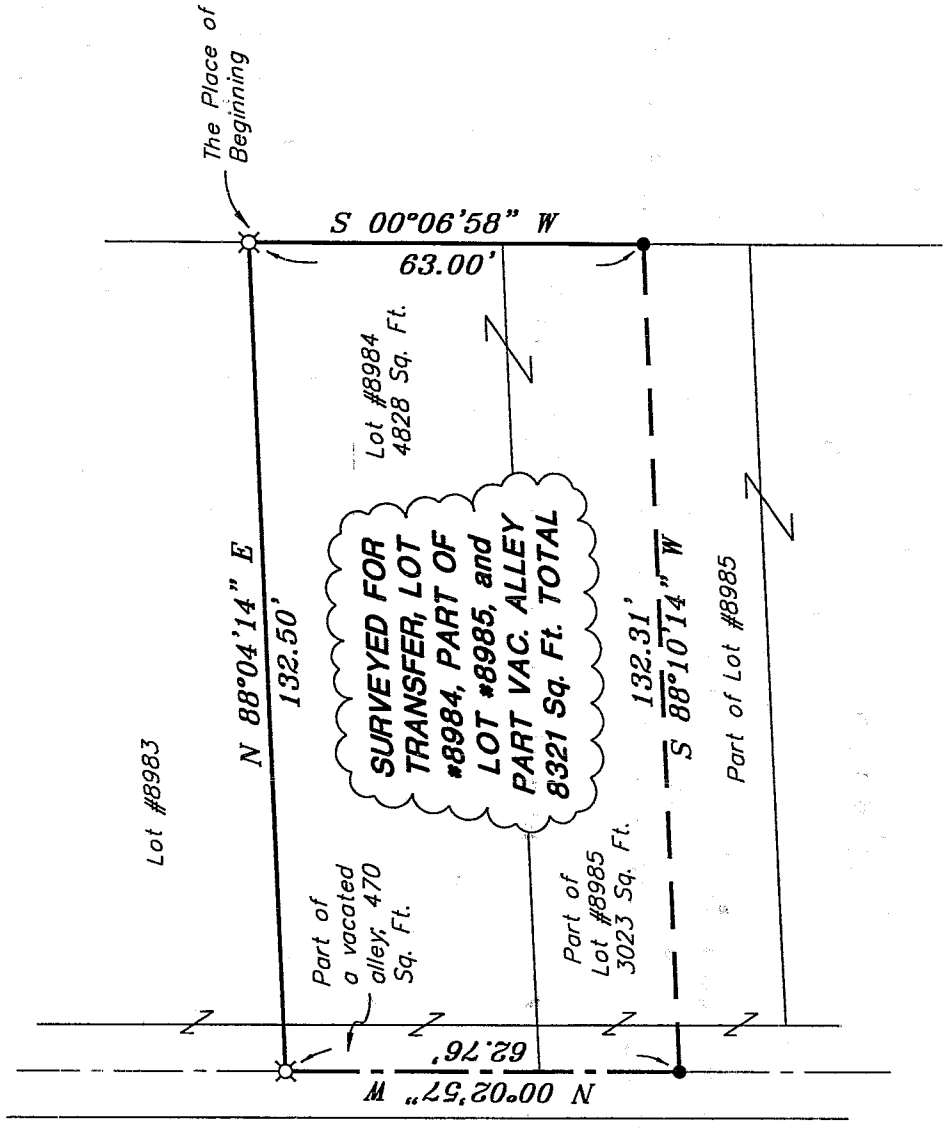 The Place of
Beginning
S 00°06'58" W
63.00'
Lot #8984
4828 Sq. Ft.
N 88°04'14" E
132.50'
Lot #8983
SURVEYED FOR
TRANSFER, LOT
#8984, PART OF
LOT #8985, and
PART VAC. ALLEY
8321 Sq. Ft. TOTAL
132.31'
S 88°10'14" W
Part of Lot #8985
Part of
a vacated
alley; 470
Sq. Ft.
Part of
Lot #8985
3023 Sq. Ft.
62.76'
N 00°02'57" W